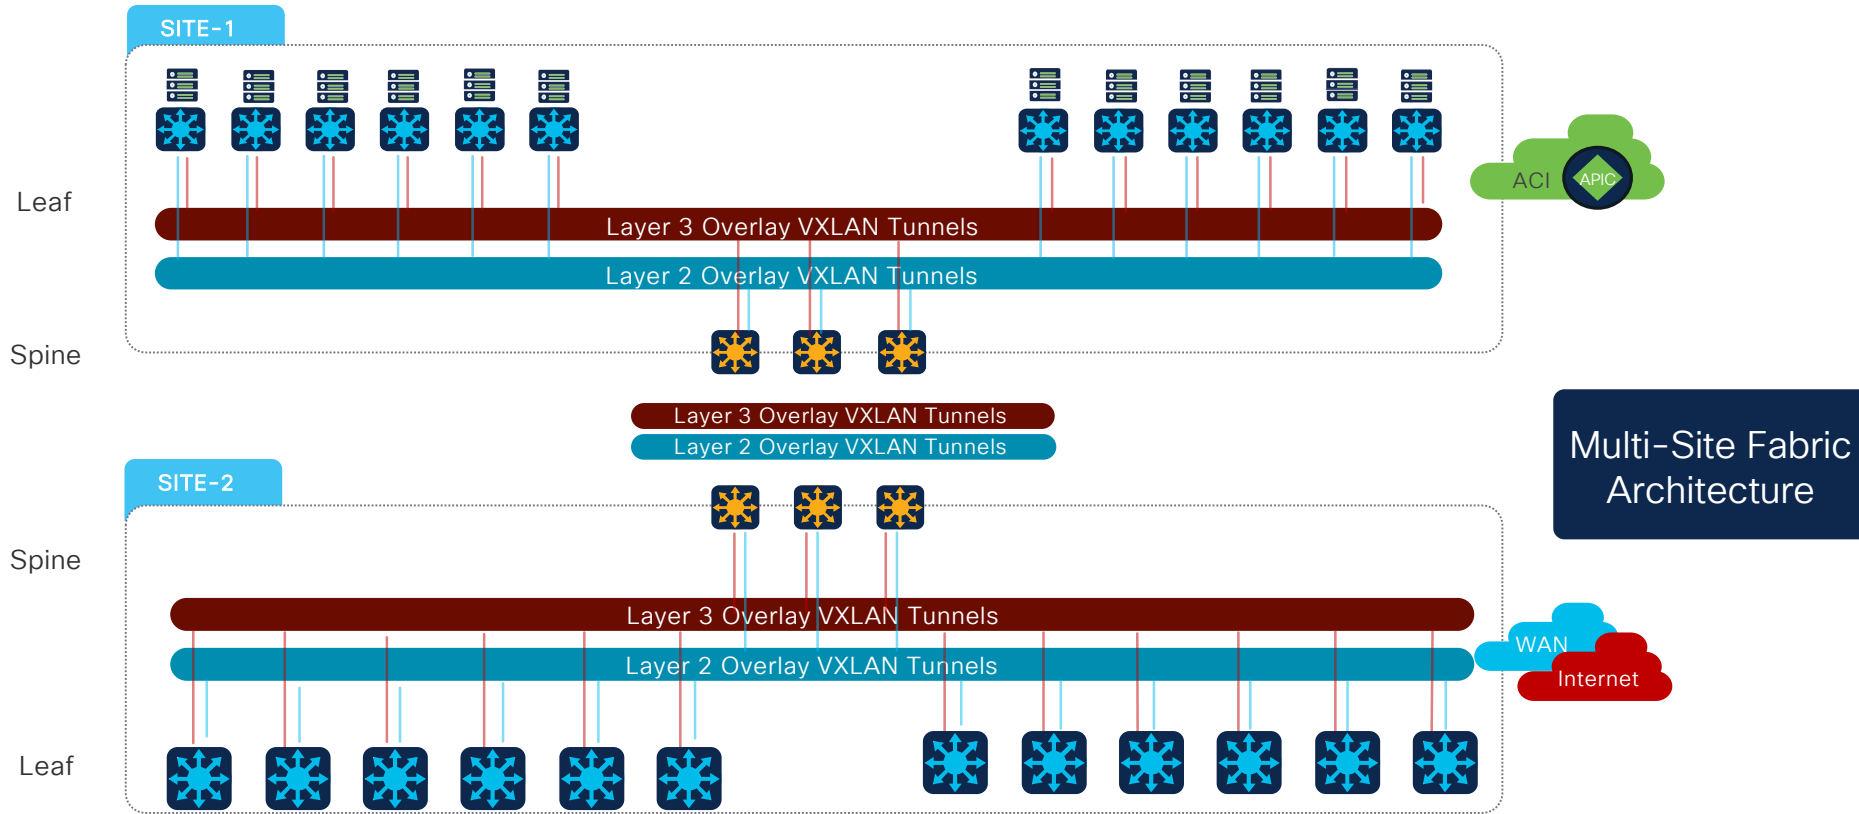 SITE-1
Leaf
Layer 3 Overlay VXLAN Tunnels
Layer 2 Overlay VXLAN Tunnels
ACI
APIC
Spine
Layer 3 Overlay VXLAN Tunnels
Layer 2 Overlay VXLAN Tunnels
Multi-Site Fabric
Architecture
SITE-2
Spine
Layer 3 Overlay VXLAN Tunnels
Layer 2 Overlay VXLAN Tunnels
WAN
Internet
Leaf